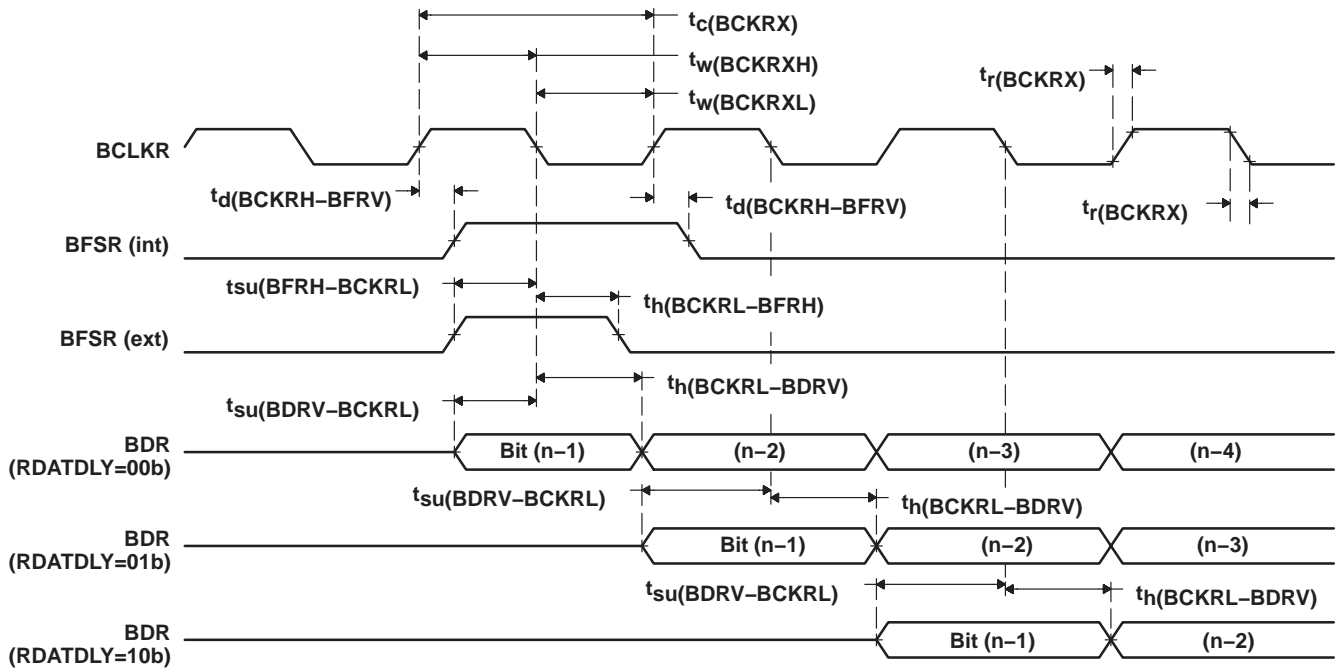 tc(BCKRX)
tw(BCKRXH)
tr(BCKRX)
tw(BCKRXL)
BCLKR
td(BCKRH–BFRV)
td(BCKRH–BFRV)
tr(BCKRX)
BFSR (int)
tsu(BFRH–BCKRL)
th(BCKRL–BFRH)
BFSR (ext)
th(BCKRL–BDRV)
tsu(BDRV–BCKRL)
BDR
(RDATDLY=00b)
Bit (n–1)
(n–2)
(n–3)
(n–4)
tsu(BDRV–BCKRL)
th(BCKRL–BDRV)
BDR
(RDATDLY=01b)
Bit (n–1)
(n–2)
(n–3)
tsu(BDRV–BCKRL)
th(BCKRL–BDRV)
BDR
(RDATDLY=10b)
Bit (n–1)
(n–2)